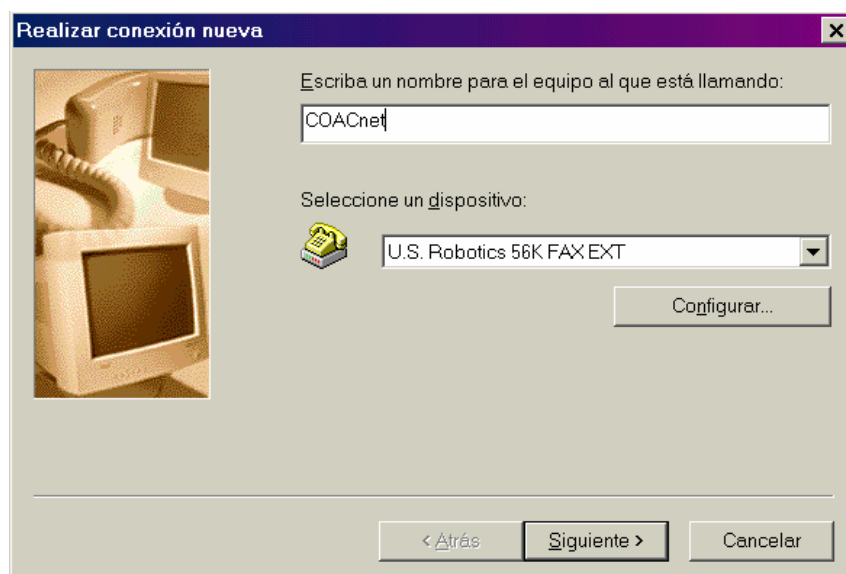 Realizar conexión nueva
Escriba un nombre para el equipo al que está llamando:
COACnet
Seleccione un dispositivo:
U.S. Robotics 56K FAX EXT
Configurar...
< Atrás
Siguiente >
Cancelar